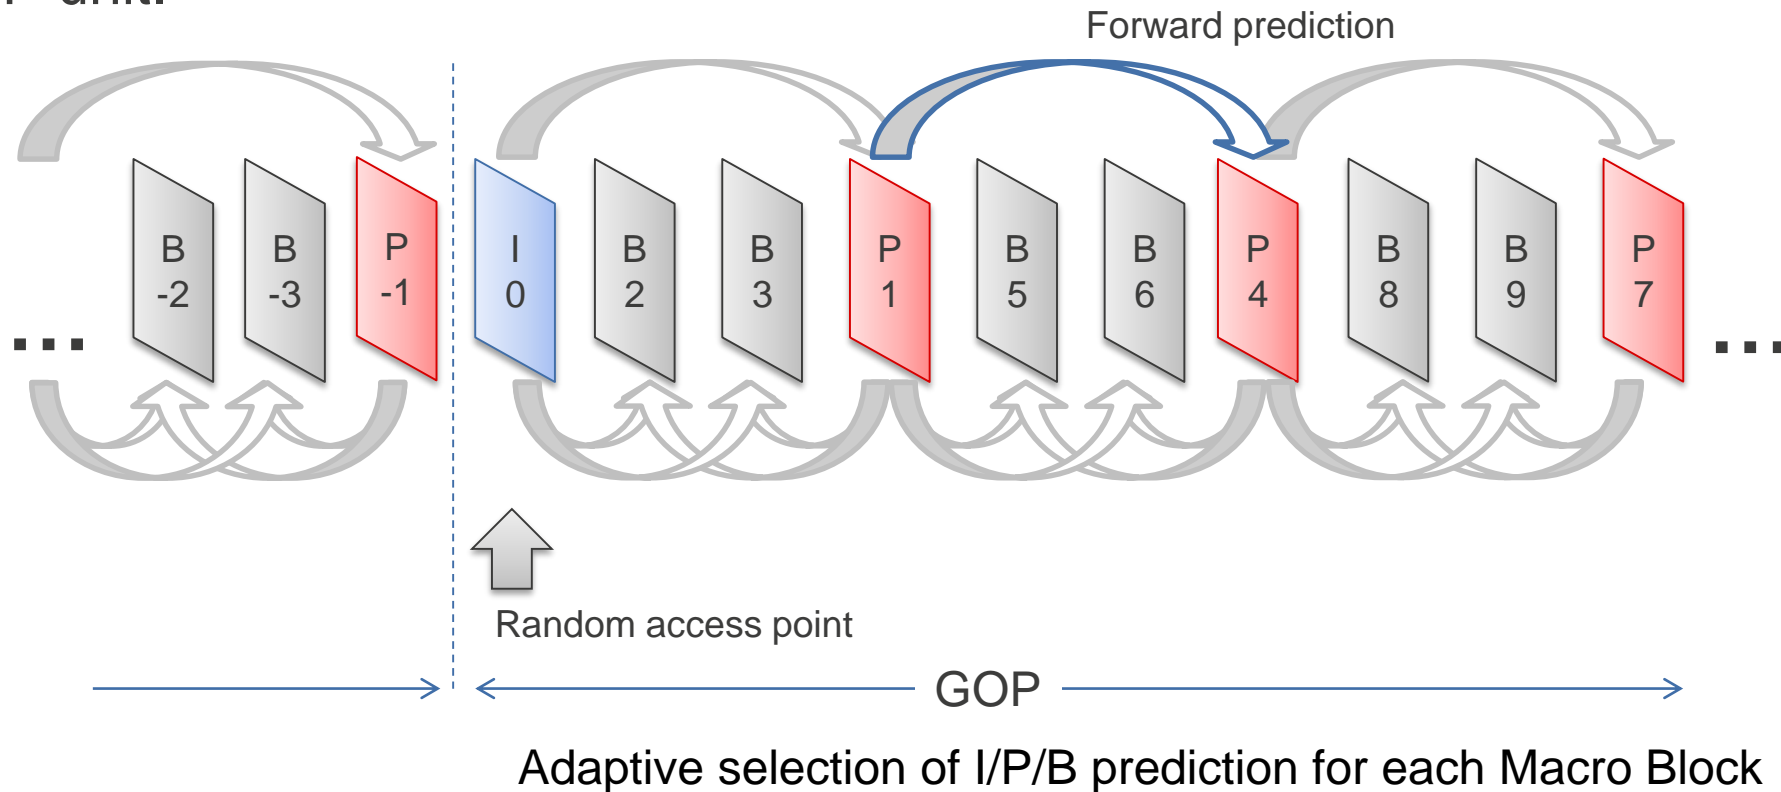 unit.
Forward prediction
B -2
B -3
P -1
I 0
B 2
B 3
P 1
B 5
B 6
P 4
B 8
B 9
P 7
... ...
Random access point
GOP
Adaptive selection of I/P/B prediction for each Macro Block